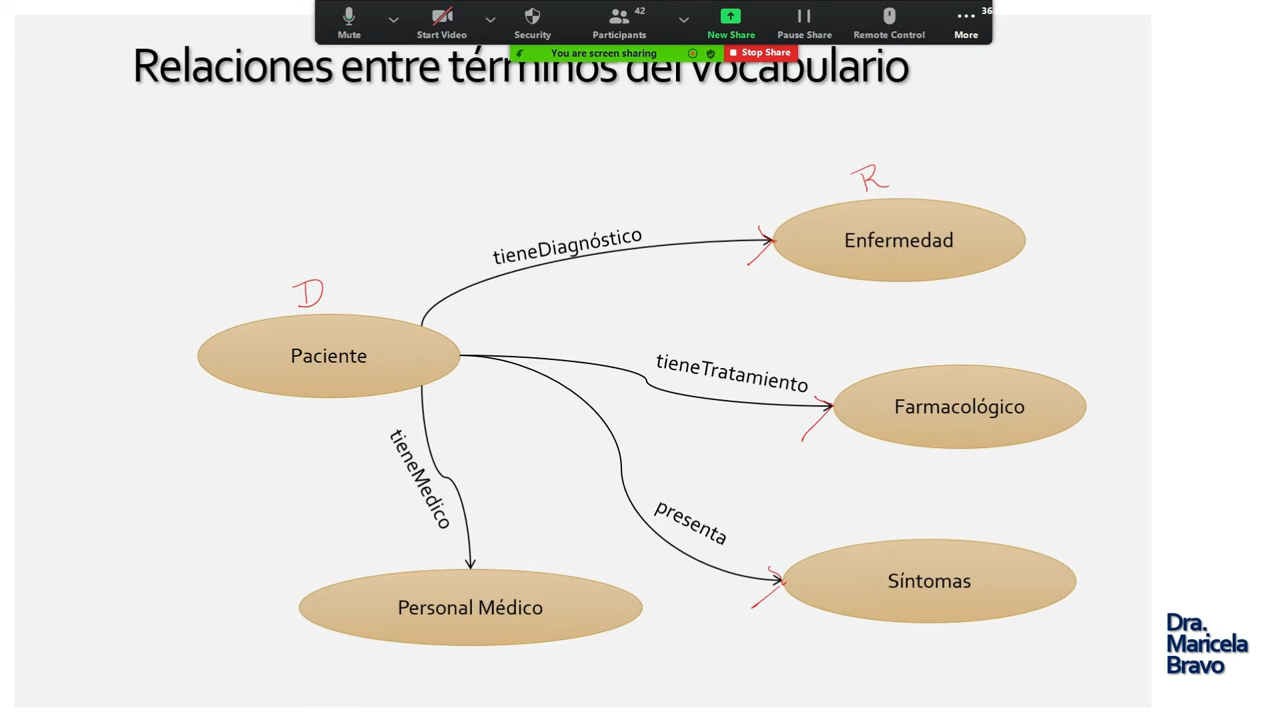 Mute
Start Video
Security
Participants
42
New Share
Pause Share
Remote Control
More
36
You are screen sharing
Stop Share
Relaciones entre términos del vocabulario
R
tieneDiagnóstico
Enfermedad
D
Paciente
tieneTratamiento
Farmacológico
tieneMedico
presenta
Síntomas
Personal Médico
Dra.
Maricela
Bravo